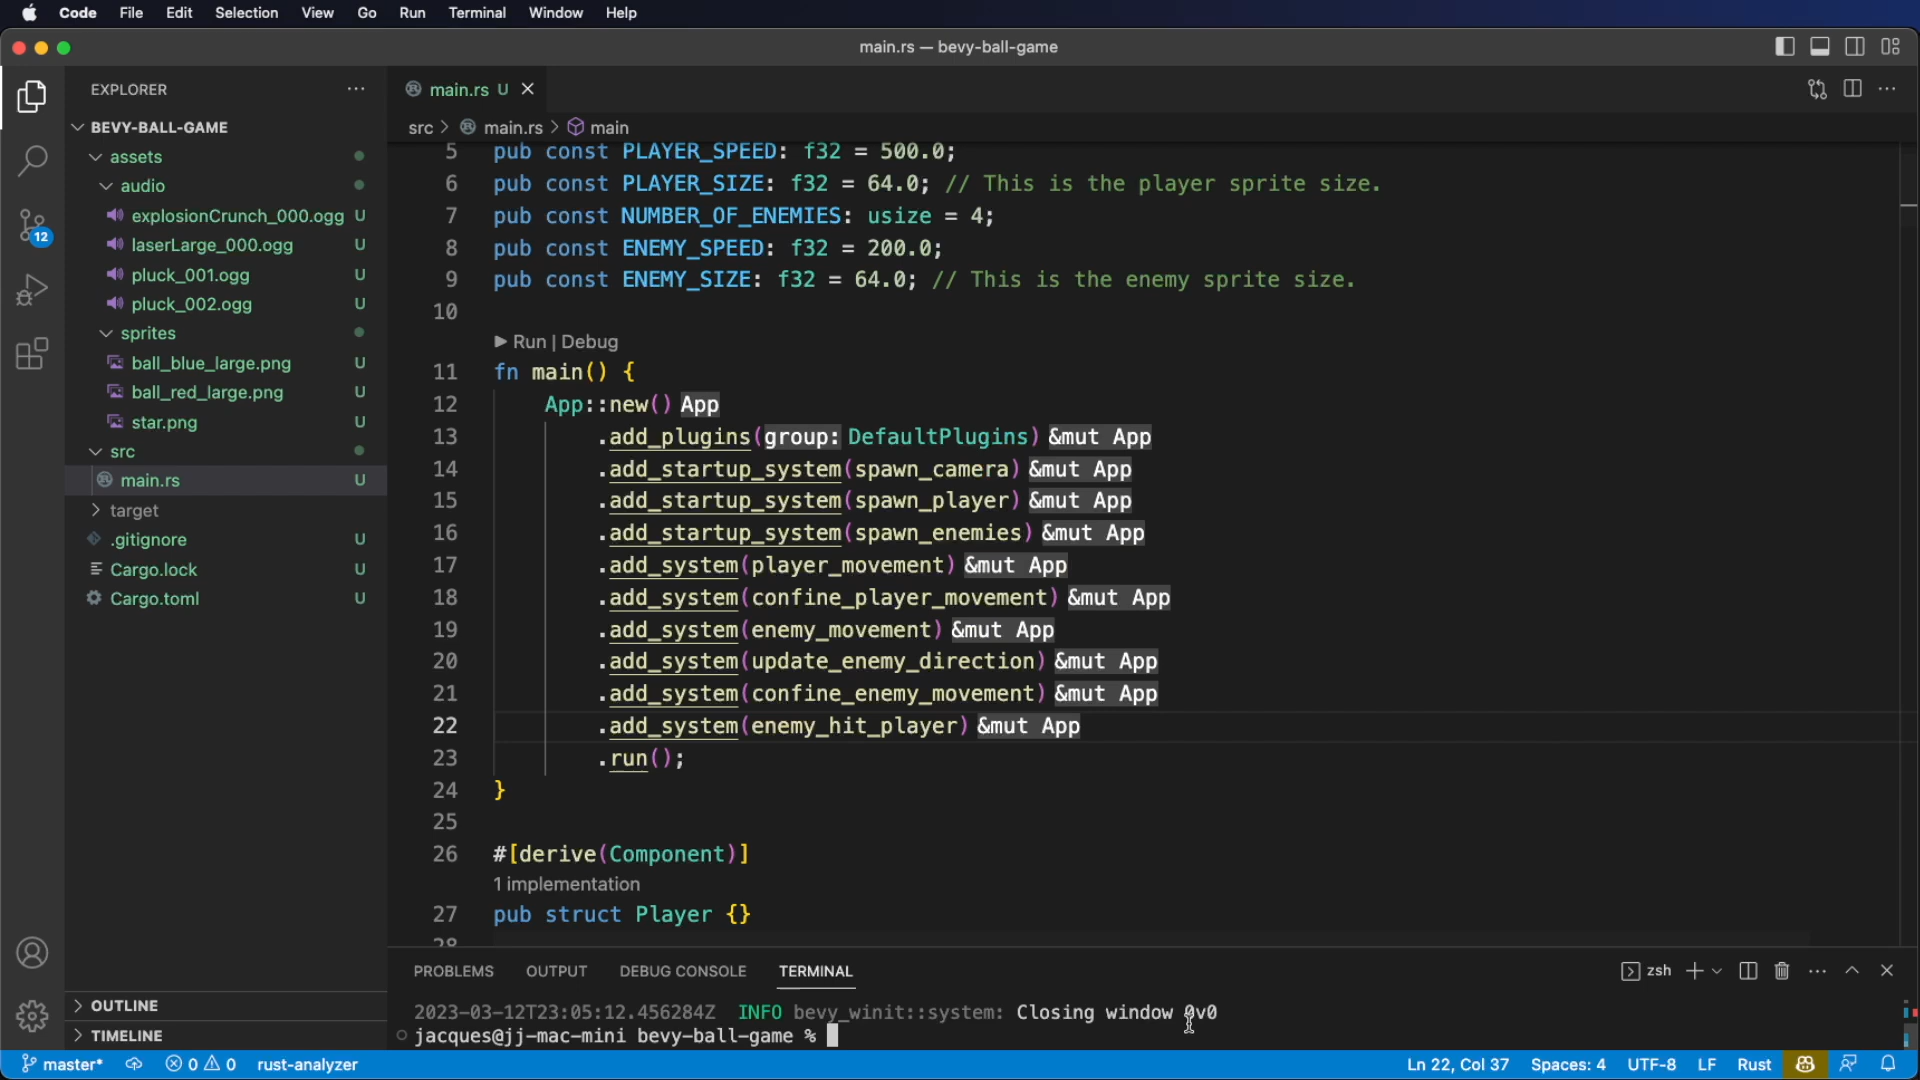 Code File Edit Selection View Go Run Terminal Window Help
main.rs — bevy-ball-game
EXPLORER
BEVY-BALL-GAME
assets
audio
explosionCrunch_000.ogg U
laserLarge_000.ogg U
pluck_001.ogg U
pluck_002.ogg U
sprites
ball_blue_large.png U
ball_red_large.png U
star.png U
src
main.rs U
target
.gitignore U
Cargo.lock U
Cargo.toml U
OUTLINE
TIMELINE
12
main.rs U
src > main.rs > main
5 pub const PLAYER_SPEED: f32 = 500.0;
6 pub const PLAYER_SIZE: f32 = 64.0; // This is the player sprite size.
7 pub const NUMBER_OF_ENEMIES: usize = 4;
8 pub const ENEMY_SPEED: f32 = 200.0;
9 pub const ENEMY_SIZE: f32 = 64.0; // This is the enemy sprite size.
10
Run | Debug
11 fn main() {
12 App::new() App
13 .add_plugins(group: DefaultPlugins) &mut App
14 .add_startup_system(spawn_camera) &mut App
15 .add_startup_system(spawn_player) &mut App
16 .add_startup_system(spawn_enemies) &mut App
17 .add_system(player_movement) &mut App
18 .add_system(confine_player_movement) &mut App
19 .add_system(enemy_movement) &mut App
20 .add_system(update_enemy_direction) &mut App
21 .add_system(confine_enemy_movement) &mut App
22 .add_system(enemy_hit_player) &mut App
23 .run();
24 }
25
26 #[derive(Component)]
1 implementation
27 pub struct Player {}
28
PROBLEMS OUTPUT DEBUG CONSOLE TERMINAL zsh
2023-03-12T23:05:12.456284Z INFO bevy_winit::system: Closing window 0v0
jacques@jj-mac-mini bevy-ball-game %
master* 0 0 rust-analyzer Ln 22, Col 37 Spaces: 4 UTF-8 LF Rust